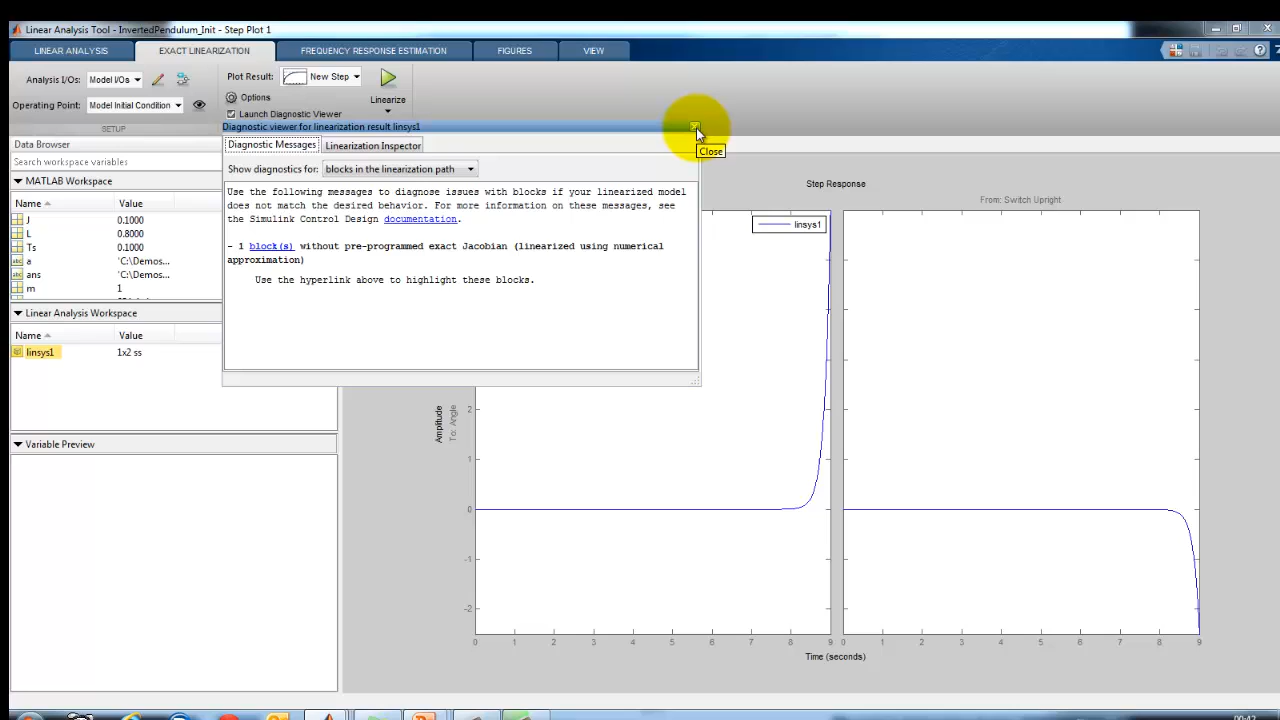 Linear Analysis Tool - InvertedPendulum_Init - Step Plot 1
LINEAR ANALYSIS
EXACT LINEARIZATION
FREQUENCY RESPONSE ESTIMATION
FIGURES
VIEW
Analysis I/Os: Model I/Os
Plot Result: New Step
Options
Operating Point: Model Initial Condition
Linearize
Launch Diagnostic Viewer
SETUP
Diagnostic viewer for linearization result linsys1
Close
Data Browser
Search workspace variables
MATLAB Workspace
Name Value
J 0.1000
L 0.8000
Ts 0.1000
a 'C:\Demos...
ans 'C:\Demos...
m 1
Linear Analysis Workspace
Name Value
linsys1 1x2 ss
Variable Preview
Diagnostic Messages Linearization Inspector
Show diagnostics for: blocks in the linearization path
Use the following messages to diagnose issues with blocks if your linearized model
does not match the desired behavior. For more information on these messages, see
the Simulink Control Design documentation.
- 1 block(s) without pre-programmed exact Jacobian (linearized using numerical
approximation)
Use the hyperlink above to highlight these blocks.
Step Response
From: Switch Upright
linsys1
Amplitude
To: Angle
2
1
0
-1
-2
0 1 2 3 4 5 6 7 8 9
0 1 2 3 4 5 6 7 8 9
Time (seconds)